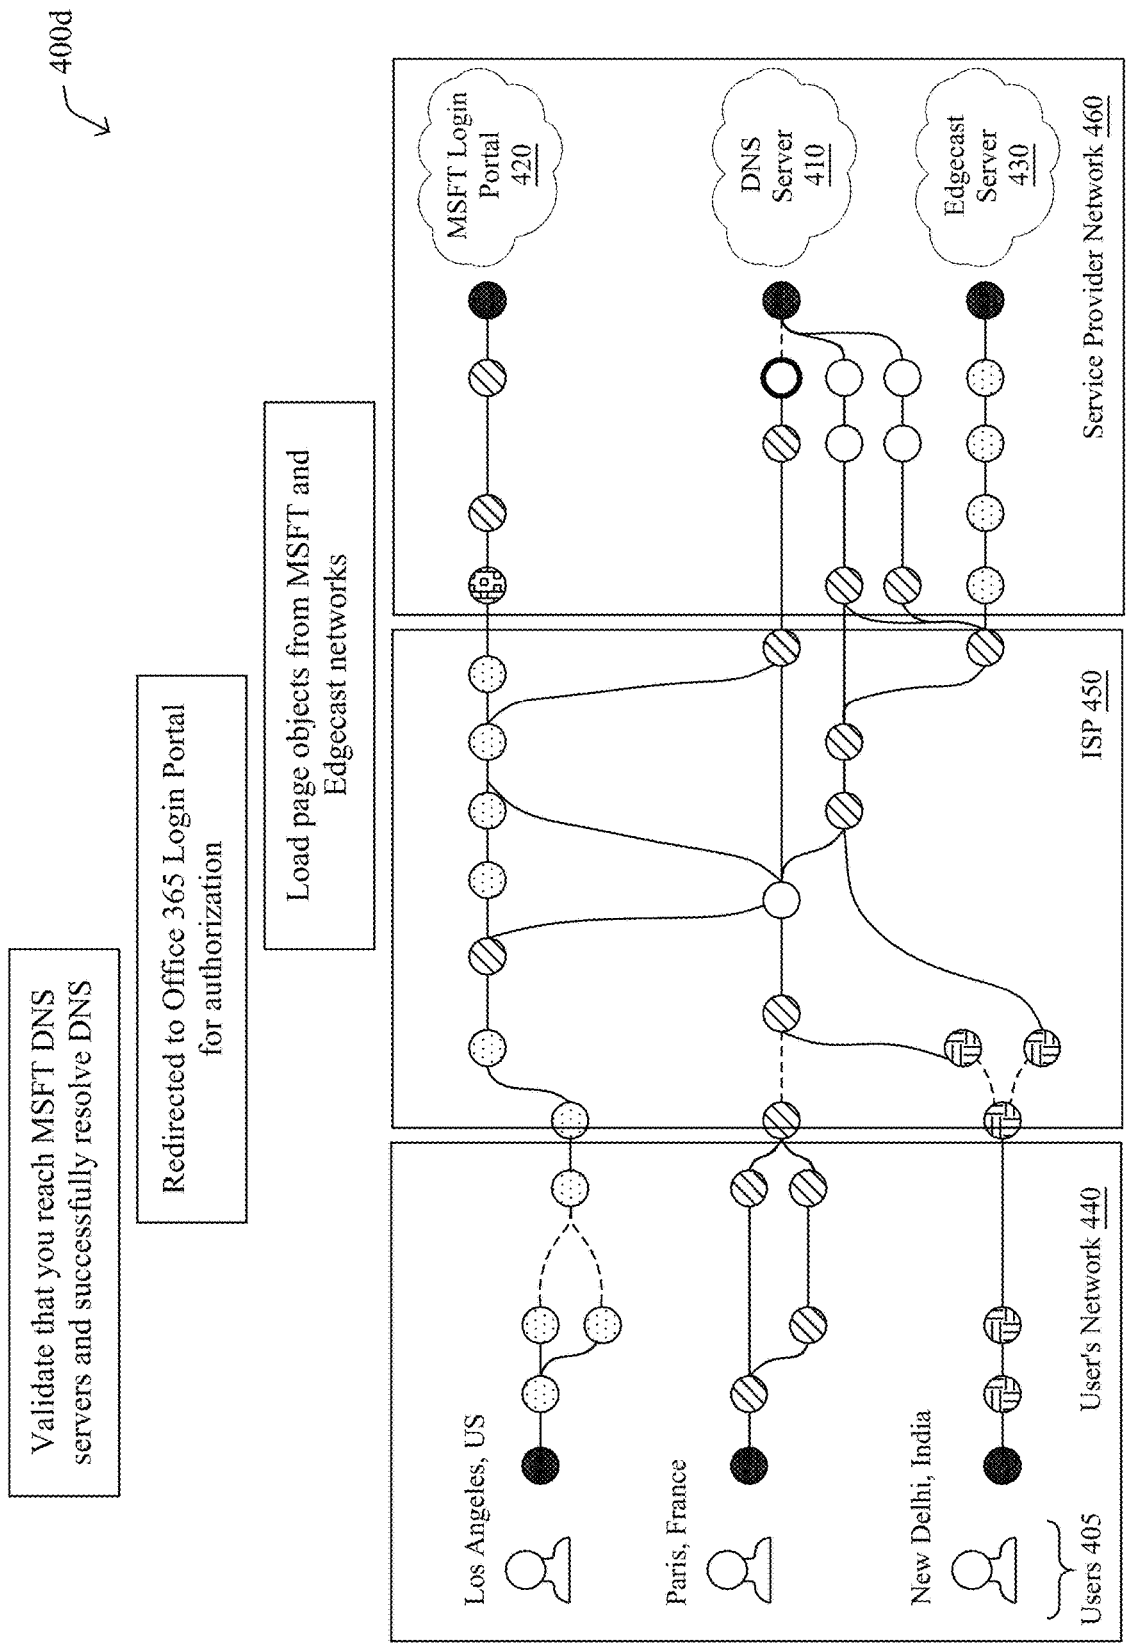 400d
Validate that you reach MSFT DNS
servers and successfully resolve DNS
Redirected to Office 365 Login Portal
for authorization
Load page objects from MSFT and
Edgecast networks
Los Angeles, US
Paris, France
New Delhi, India
Users 405
User's Network 440
ISP 450
MSFT Login
Portal
420
DNS
Server
410
Edgecast
Server
430
Service Provider Network 460